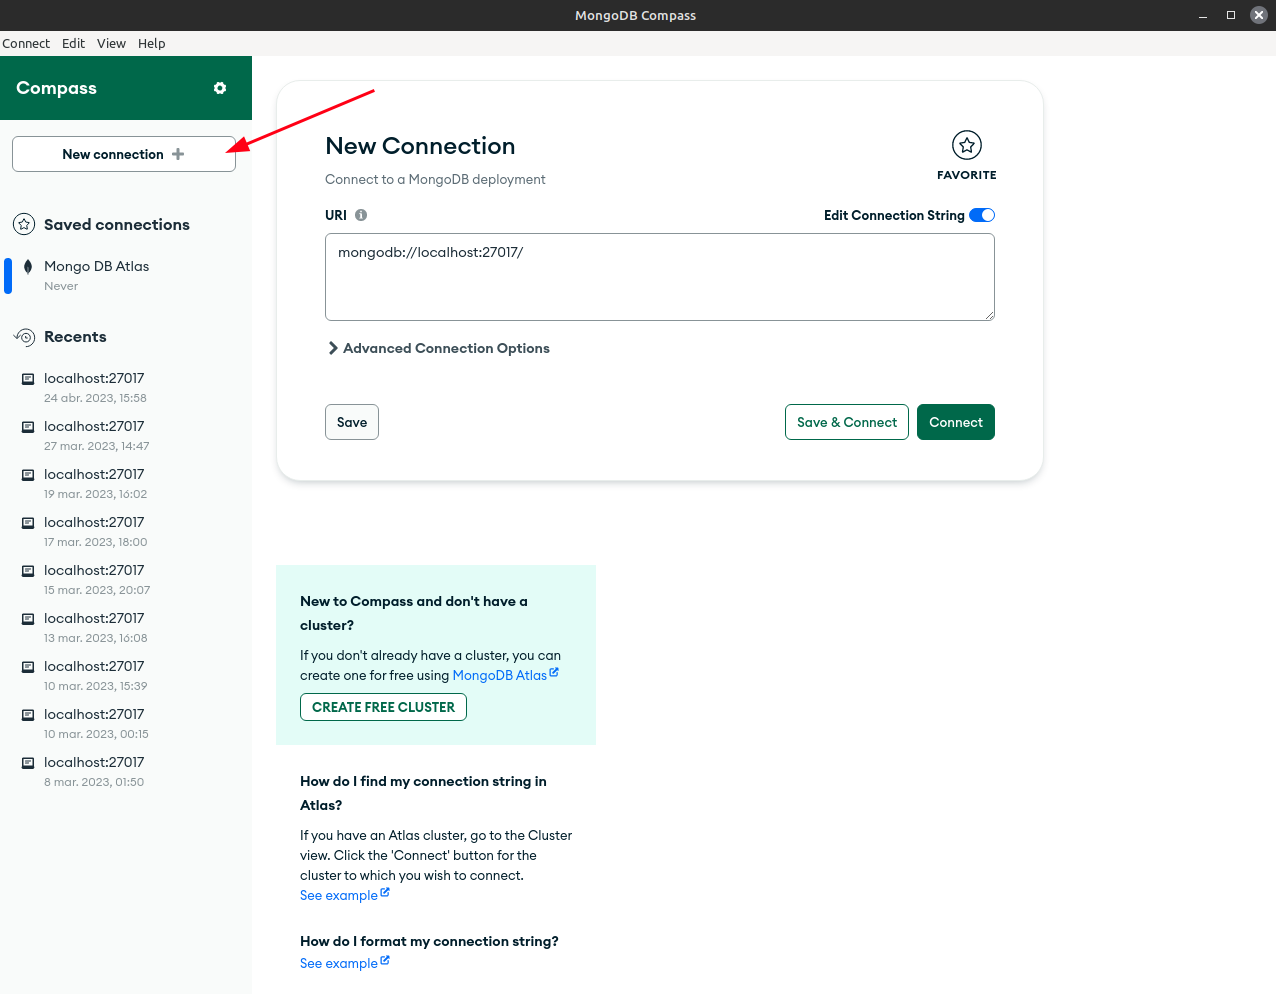 MongoDB Compass
Connect Edit View Help
Compass
New connection
Saved connections
Mongo DB Atlas
Never
Recents
localhost:27017
24 abr. 2023, 15:58
localhost:27017
27 mar. 2023, 14:47
localhost:27017
19 mar. 2023, 16:02
localhost:27017
17 mar. 2023, 18:00
localhost:27017
15 mar. 2023, 20:07
localhost:27017
13 mar. 2023, 16:08
localhost:27017
10 mar. 2023, 15:39
localhost:27017
10 mar. 2023, 00:15
localhost:27017
8 mar. 2023, 01:50
New Connection
Connect to a MongoDB deployment
FAVORITE
URI
Edit Connection String
mongodb://localhost:27017/
Advanced Connection Options
Save
Save & Connect
Connect
New to Compass and don't have a
cluster?
If you don't already have a cluster, you can
create one for free using MongoDB Atlas
CREATE FREE CLUSTER
How do I find my connection string in
Atlas?
If you have an Atlas cluster, go to the Cluster
view. Click the 'Connect' button for the
cluster to which you wish to connect.
See example
How do I format my connection string?
See example